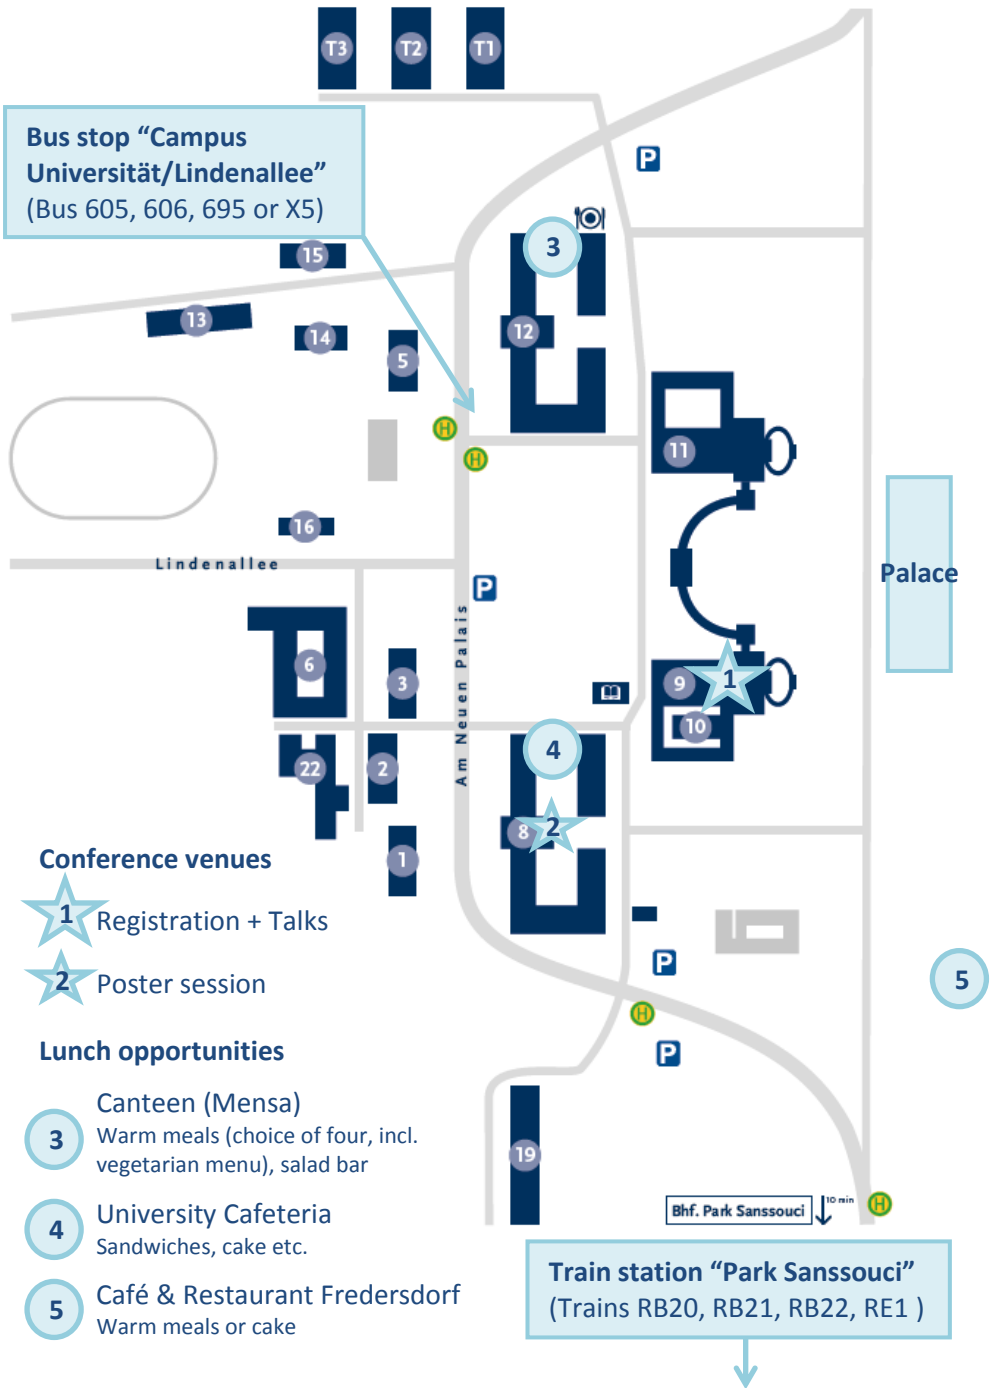 T3
T2
T1
Bus stop “Campus
Universität/Lindenallee”
(Bus 605, 606, 695 or X5)
P
3
15
13
14
12
5
H
H
11
16
Lindenallee
Palace
P
Am Neuen Palais
6
3
9
1
10
4
22
2
8
2
1
Conference venues
1 Registration + Talks
2 Poster session
P
5
H
P
Lunch opportunities
3 Canteen (Mensa)
Warm meals (choice of four, incl.
vegetarian menu), salad bar
19
4 University Cafeteria
Sandwiches, cake etc.
Bhf. Park Sanssouci
10 min
H
5 Café & Restaurant Fredersdorf
Warm meals or cake
Train station “Park Sanssouci”
(Trains RB20, RB21, RB22, RE1 )